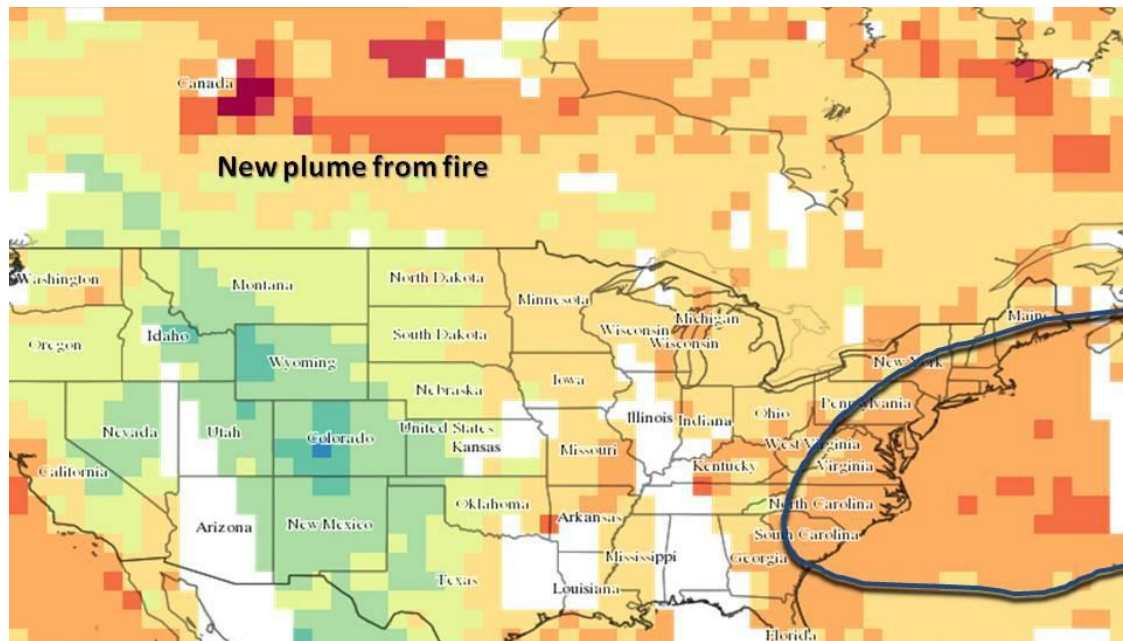 Canada
New plume from fire
Washington
Montana
North Dakota
Minnesota
Idaho
Oregon
South Dakota
Wisconsin
Michigan
Wisconsin
Maine
Wyoming
New York
Nebraska
Iowa
Pennsylvania
Nevada
Utah
Colorado
United States
Kansas
Illinois
Indiana
Ohio
West Virginia
Virginia
California
Missouri
Kentucky
Arizona
New Mexico
Oklahoma
Arkansas
North Carolina
South Carolina
Texas
Mississippi
Georgia
Louisiana
Florida